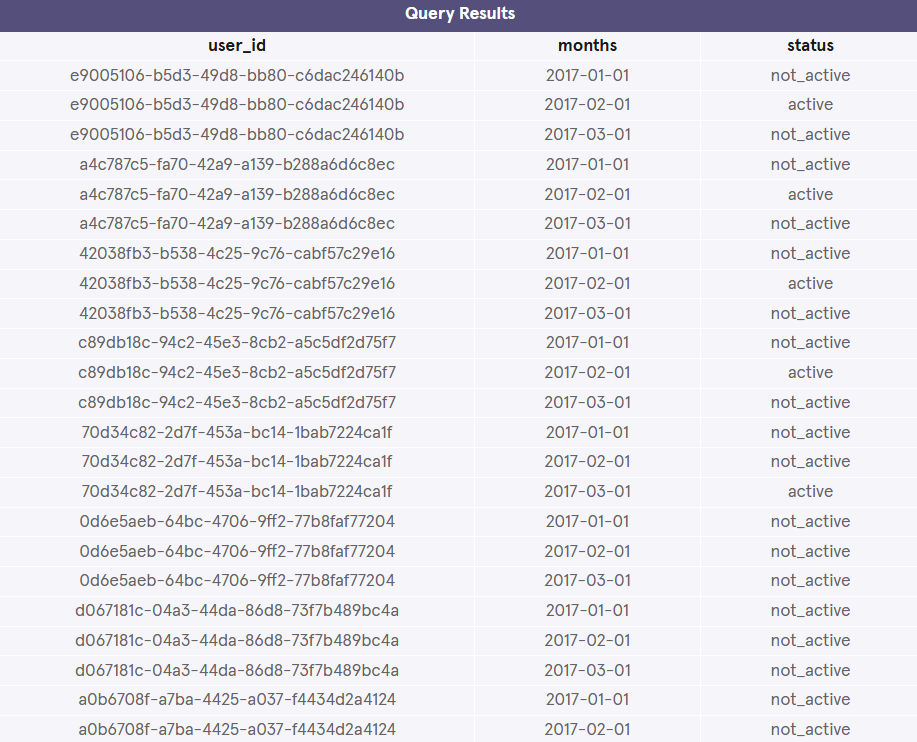 Query Results
user_id months status
e9005106-b5d3-49d8-bb80-c6dac246140b 2017-01-01 not_active
e9005106-b5d3-49d8-bb80-c6dac246140b 2017-02-01 active
e9005106-b5d3-49d8-bb80-c6dac246140b 2017-03-01 not_active
a4c787c5-fa70-42a9-a139-b288a6d6c8ec 2017-01-01 not_active
a4c787c5-fa70-42a9-a139-b288a6d6c8ec 2017-02-01 active
a4c787c5-fa70-42a9-a139-b288a6d6c8ec 2017-03-01 not_active
42038fb3-b538-4c25-9c76-cabf57c29e16 2017-01-01 not_active
42038fb3-b538-4c25-9c76-cabf57c29e16 2017-02-01 active
42038fb3-b538-4c25-9c76-cabf57c29e16 2017-03-01 not_active
c89db18c-94c2-45e3-8cb2-a5c5df2d75f7 2017-01-01 not_active
c89db18c-94c2-45e3-8cb2-a5c5df2d75f7 2017-02-01 active
c89db18c-94c2-45e3-8cb2-a5c5df2d75f7 2017-03-01 not_active
70d34c82-2d7f-453a-bc14-1bab7224ca1f 2017-01-01 not_active
70d34c82-2d7f-453a-bc14-1bab7224ca1f 2017-02-01 not_active
70d34c82-2d7f-453a-bc14-1bab7224ca1f 2017-03-01 active
0d6e5aeb-64bc-4706-9ff2-77b8faf77204 2017-01-01 not_active
0d6e5aeb-64bc-4706-9ff2-77b8faf77204 2017-02-01 not_active
0d6e5aeb-64bc-4706-9ff2-77b8faf77204 2017-03-01 not_active
d067181c-04a3-44da-86d8-73f7b489bc4a 2017-01-01 not_active
d067181c-04a3-44da-86d8-73f7b489bc4a 2017-02-01 not_active
d067181c-04a3-44da-86d8-73f7b489bc4a 2017-03-01 not_active
a0b6708f-a7ba-4425-a037-f4434d2a4124 2017-01-01 not_active
a0b6708f-a7ba-4425-a037-f4434d2a4124 2017-02-01 not_active